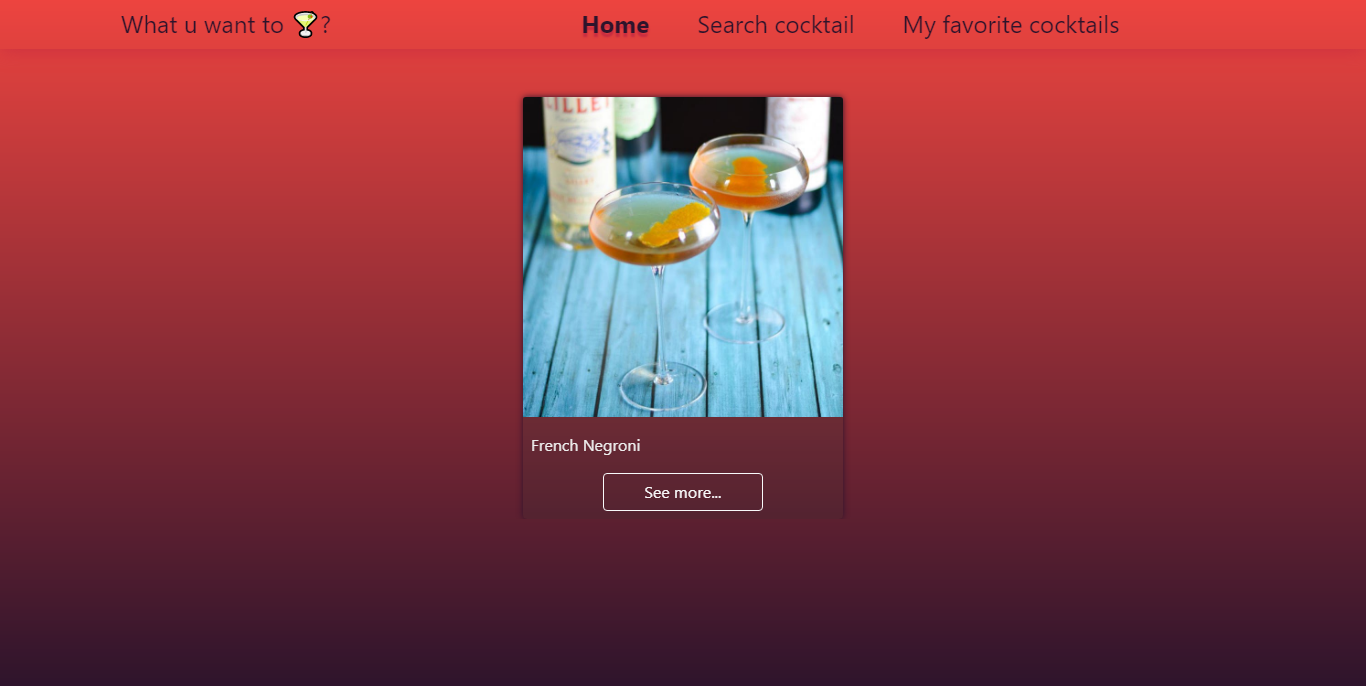 What u want to 🍸?
Home
Search cocktail
My favorite cocktails
LILLET
French Negroni
See more...